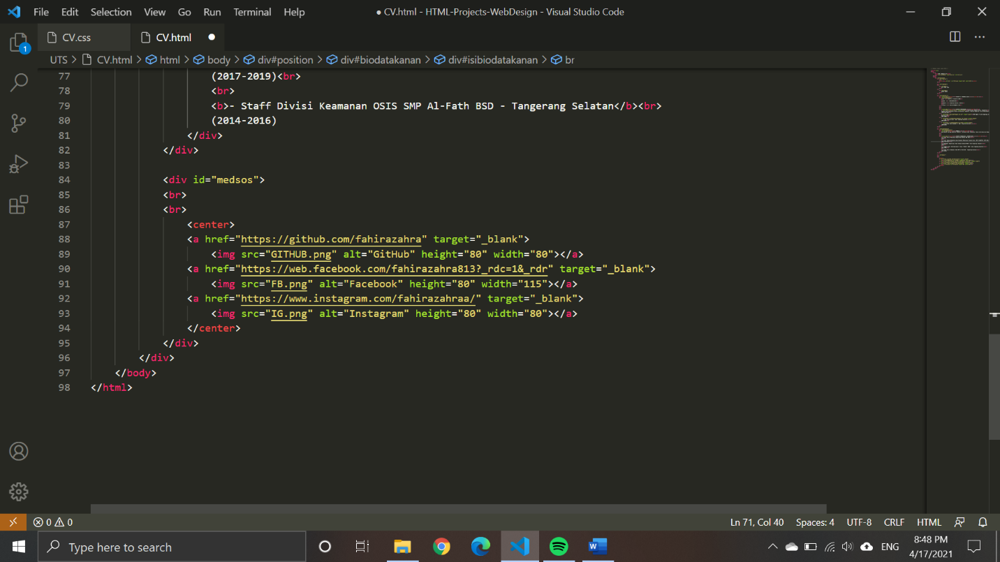 File Edit Selection View Go Run Terminal Help ● CV.html - HTML-Projects-WebDesign - Visual Studio Code
CV.css CV.html ●
UTS > CV.html > html > body > div#position > div#biodatakanan > div#isibiodatakanan > br
1
77 (2017-2019)<br>
78 <br>
79 <b>- Staff Divisi Keamanan OSIS SMP Al-Fath BSD - Tangerang Selatan</b><br>
80 (2014-2016)
81 </div>
82 </div>
83
84 <div id="medsos">
85 <br>
86 <br>
87 <center>
88 <a href="https://github.com/fahirazahra" target="_blank">
89 <img src="GITHUB.png" alt="GitHub" height="80" width="80"></a>
90 <a href="https://web.facebook.com/fahirazahra813?_rdc=1&_rdr" target="_blank">
91 <img src="FB.png" alt="Facebook" height="80" width="115"></a>
92 <a href="https://www.instagram.com/fahirazahraa/" target="_blank">
93 <img src="IG.png" alt="Instagram" height="80" width="80"></a>
94 </center>
95 </div>
96 </div>
97 </body>
98 </html>
0 0 Ln 71, Col 40 Spaces: 4 UTF-8 CRLF HTML
Type here to search
ENG
8:48 PM
4/17/2021